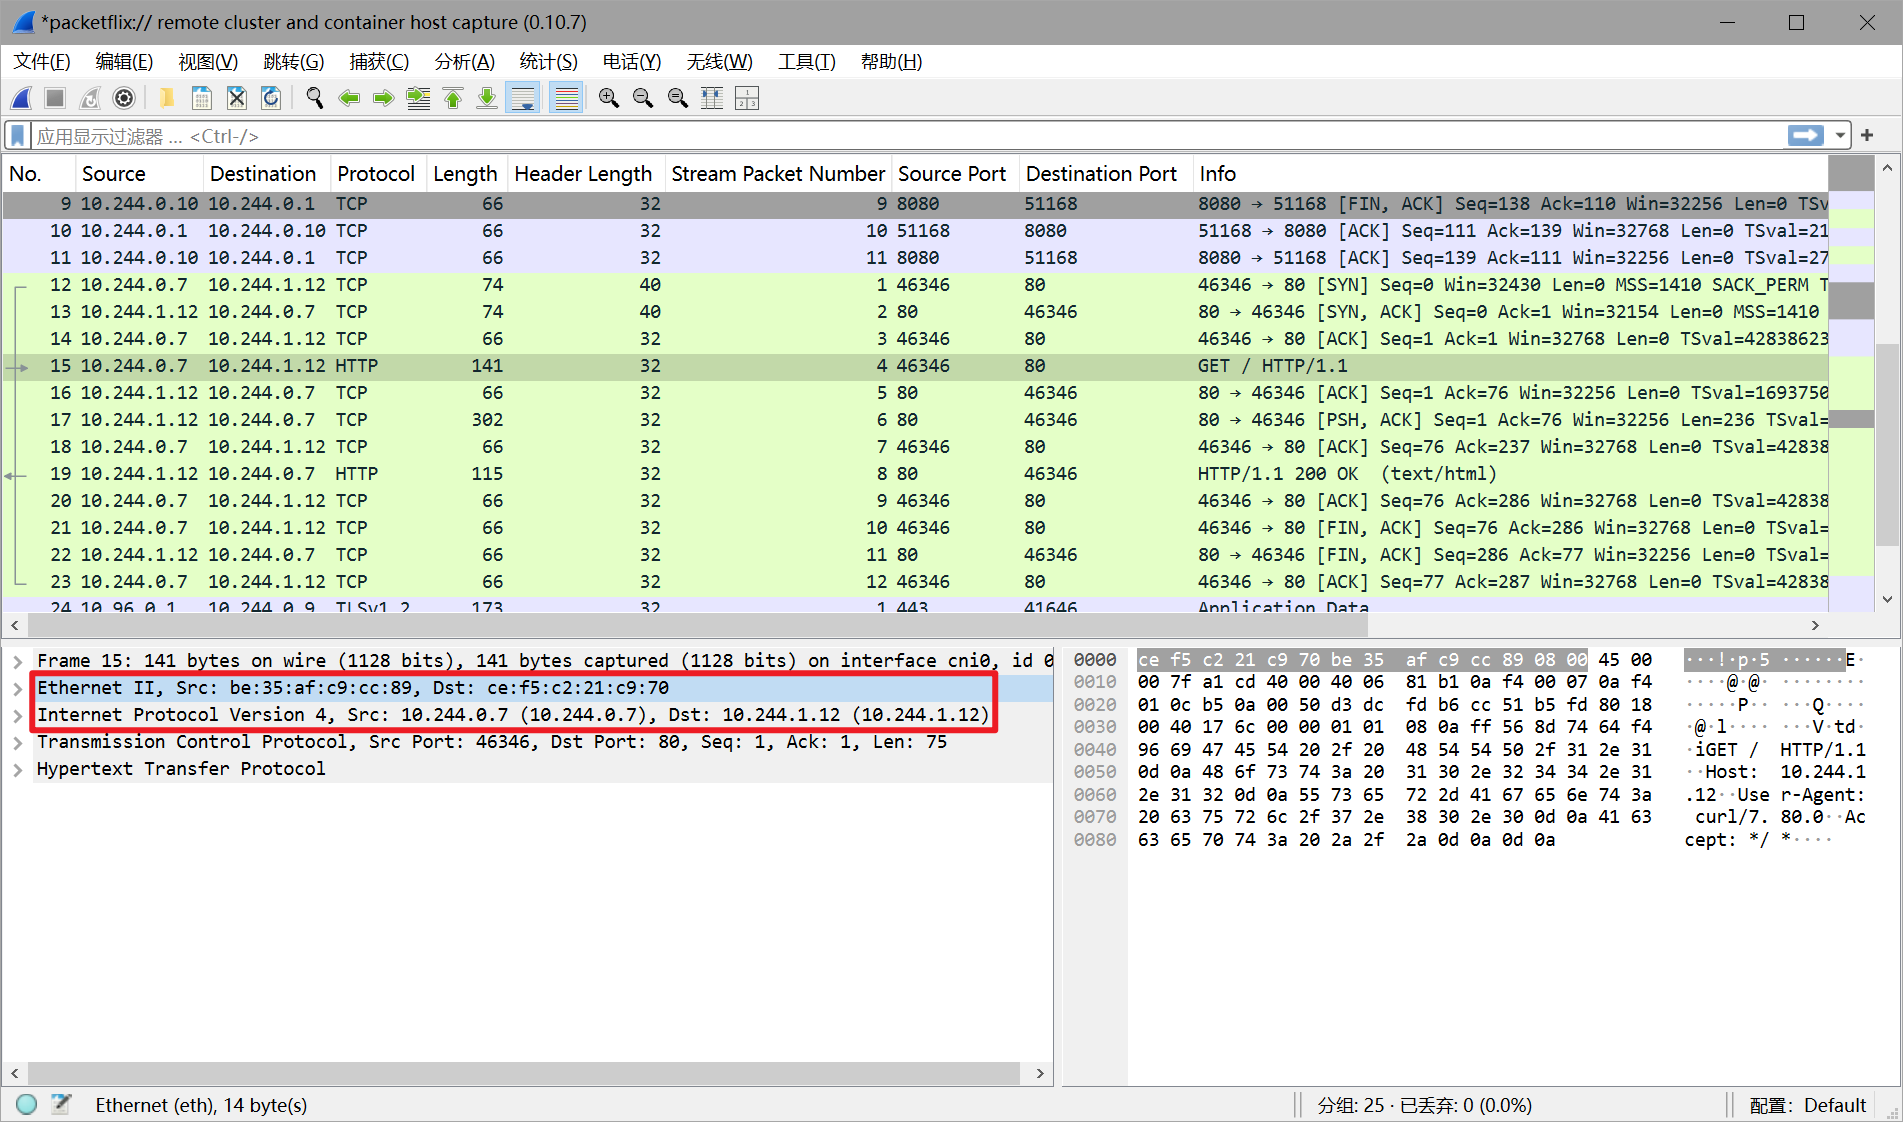 *packetflix:// remote cluster and container host capture (0.10.7)
文件(F) 编辑(E) 视图(V) 跳转(G) 捕获(C) 分析(A) 统计(S) 电话(Y) 无线(W) 工具(T) 帮助(H)
应用显示过滤器 … <Ctrl-/>
No. Source Destination Protocol Length Header Length Stream Packet Number Source Port Destination Port Info
9 10.244.0.10 10.244.0.1 TCP 66 32 9 8080 51168 8080 → 51168 [FIN, ACK] Seq=138 Ack=110 Win=32256 Len=0 TSv
10 10.244.0.1 10.244.0.10 TCP 66 32 10 51168 8080 51168 → 8080 [ACK] Seq=111 Ack=139 Win=32768 Len=0 TSval=21
11 10.244.0.10 10.244.0.1 TCP 66 32 11 8080 51168 8080 → 51168 [ACK] Seq=139 Ack=111 Win=32256 Len=0 TSval=27
12 10.244.0.7 10.244.1.12 TCP 74 40 1 46346 80 46346 → 80 [SYN] Seq=0 Win=32430 Len=0 MSS=1410 SACK_PERM T
13 10.244.1.12 10.244.0.7 TCP 74 40 2 80 46346 80 → 46346 [SYN, ACK] Seq=0 Ack=1 Win=32154 Len=0 MSS=1410
14 10.244.0.7 10.244.1.12 TCP 66 32 3 46346 80 46346 → 80 [ACK] Seq=1 Ack=1 Win=32768 Len=0 TSval=42838623
15 10.244.0.7 10.244.1.12 HTTP 141 32 4 46346 80 GET / HTTP/1.1
16 10.244.1.12 10.244.0.7 TCP 66 32 5 80 46346 80 → 46346 [ACK] Seq=1 Ack=76 Win=32256 Len=0 TSval=1693750
17 10.244.1.12 10.244.0.7 TCP 302 32 6 80 46346 80 → 46346 [PSH, ACK] Seq=1 Ack=76 Win=32256 Len=236 TSval=
18 10.244.0.7 10.244.1.12 TCP 66 32 7 46346 80 46346 → 80 [ACK] Seq=76 Ack=237 Win=32768 Len=0 TSval=42838
19 10.244.1.12 10.244.0.7 HTTP 115 32 8 80 46346 HTTP/1.1 200 OK (text/html)
20 10.244.0.7 10.244.1.12 TCP 66 32 9 46346 80 46346 → 80 [ACK] Seq=76 Ack=286 Win=32768 Len=0 TSval=42838
21 10.244.0.7 10.244.1.12 TCP 66 32 10 46346 80 46346 → 80 [FIN, ACK] Seq=76 Ack=286 Win=32768 Len=0 TSval=
22 10.244.1.12 10.244.0.7 TCP 66 32 11 80 46346 80 → 46346 [FIN, ACK] Seq=286 Ack=77 Win=32256 Len=0 TSval=
23 10.244.0.7 10.244.1.12 TCP 66 32 12 46346 80 46346 → 80 [ACK] Seq=77 Ack=287 Win=32768 Len=0 TSval=42838
24 10.96.0.1 10.244.0.9 TLSv1.2 173 32 1 443 41646 Application Data
Frame 15: 141 bytes on wire (1128 bits), 141 bytes captured (1128 bits) on interface cni0, id 0
Ethernet II, Src: be:35:af:c9:cc:89, Dst: ce:f5:c2:21:c9:70
Internet Protocol Version 4, Src: 10.244.0.7 (10.244.0.7), Dst: 10.244.1.12 (10.244.1.12)
Transmission Control Protocol, Src Port: 46346, Dst Port: 80, Seq: 1, Ack: 1, Len: 75
Hypertext Transfer Protocol
0000 ce f5 c2 21 c9 70 be 35 af c9 cc 89 08 00 45 00 ···!·p·5 ······E·
0010 00 7f a1 cd 40 00 40 06 81 b1 0a f4 00 07 0a f4 ····@·@· ········
0020 01 0c b5 0a 00 50 d3 dc fd b6 cc 51 b5 fd 80 18 ·····P·· ···Q····
0030 00 40 17 6c 00 00 01 01 08 0a ff 56 8d 74 64 f4 ·@·l···· ···V·td·
0040 96 69 47 45 54 20 2f 20 48 54 54 50 2f 31 2e 31 ·iGET / HTTP/1.1
0050 0d 0a 48 6f 73 74 3a 20 31 30 2e 32 34 34 2e 31 ··Host: 10.244.1
0060 2e 31 32 0d 0a 55 73 65 72 2d 41 67 65 6e 74 3a .12··Use r-Agent:
0070 20 63 75 72 6c 2f 37 2e 38 30 2e 30 0d 0a 41 63 curl/7. 80.0··Ac
0080 63 65 70 74 3a 20 2a 2f 2a 0d 0a 0d 0a cept: */ *····
Ethernet (eth), 14 byte(s) 分组: 25 · 已丢弃: 0 (0.0%) 配置: Default